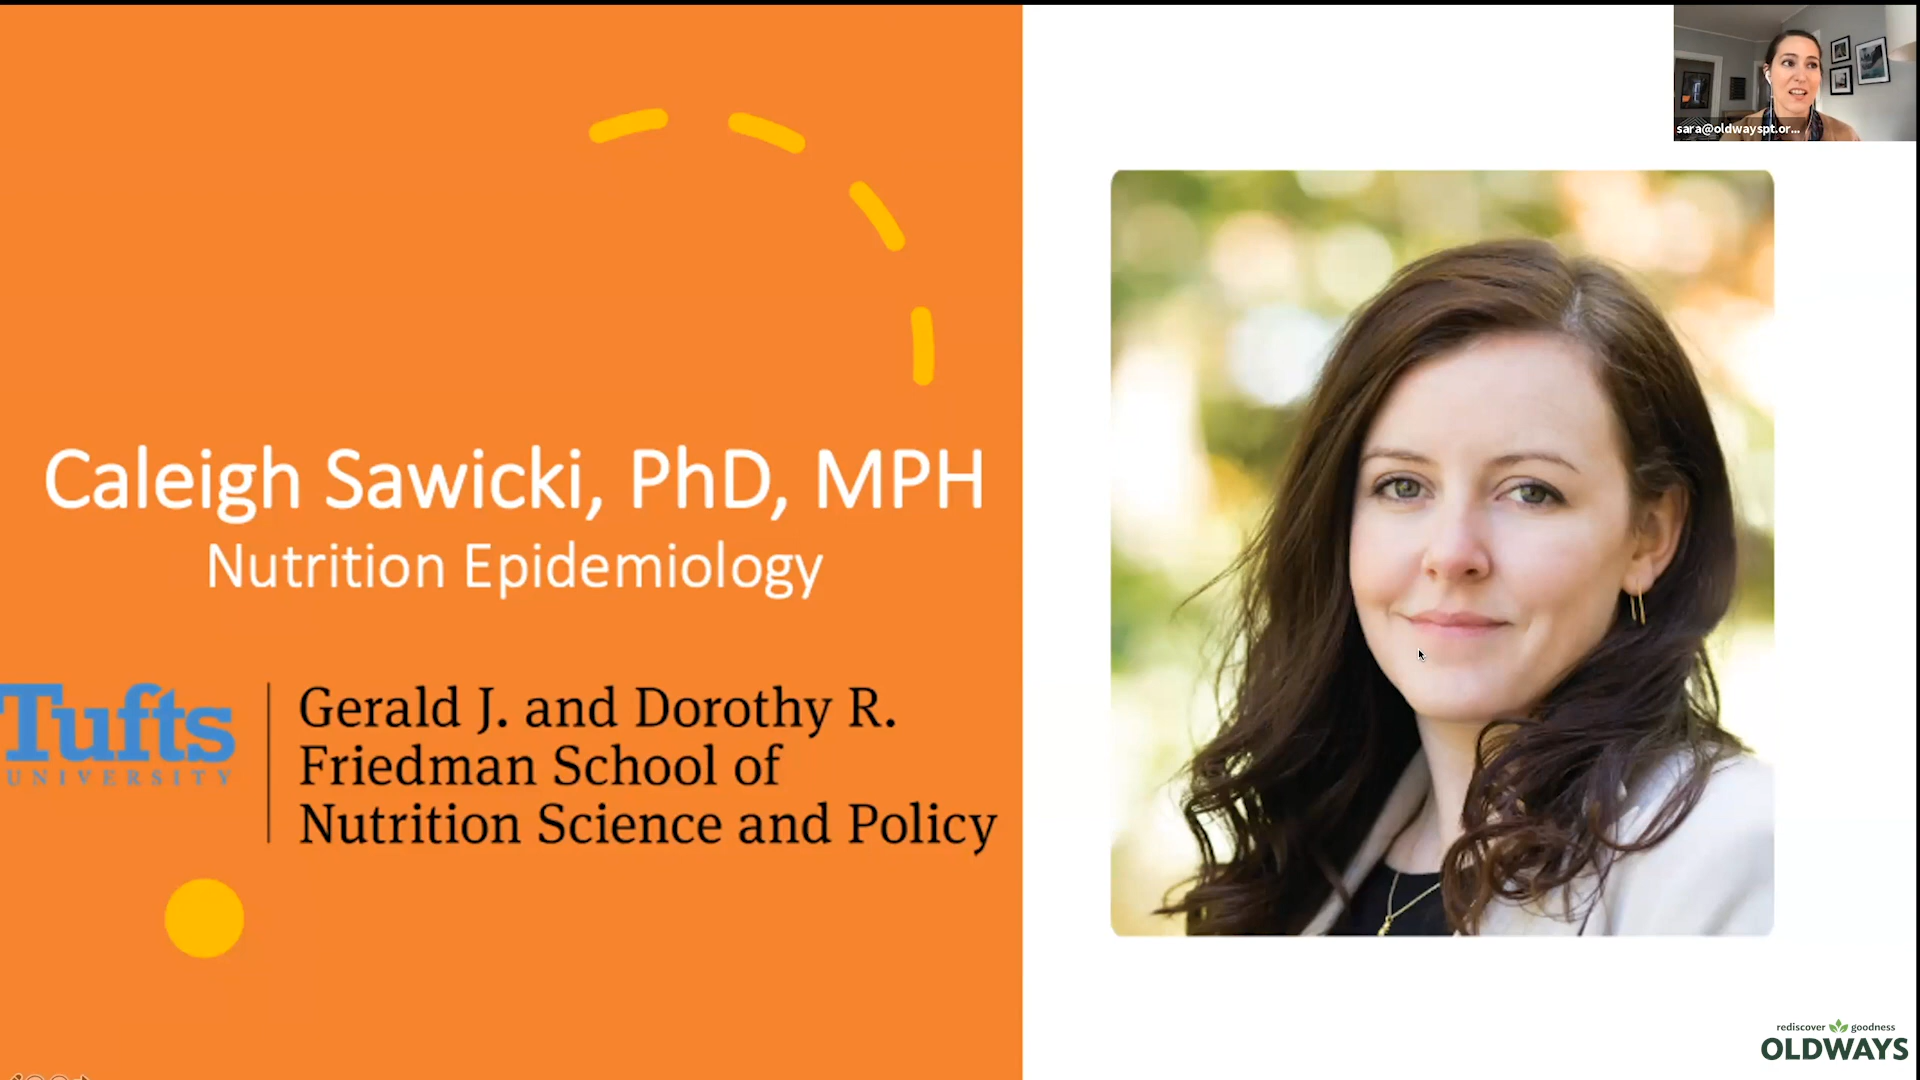 sara@oldwayspt.or...
Caleigh Sawicki, PhD, MPH
Nutrition Epidemiology
Tufts
UNIVERSITY
Gerald J. and Dorothy R.
Friedman School of
Nutrition Science and Policy
rediscover goodness
OLDWAYS